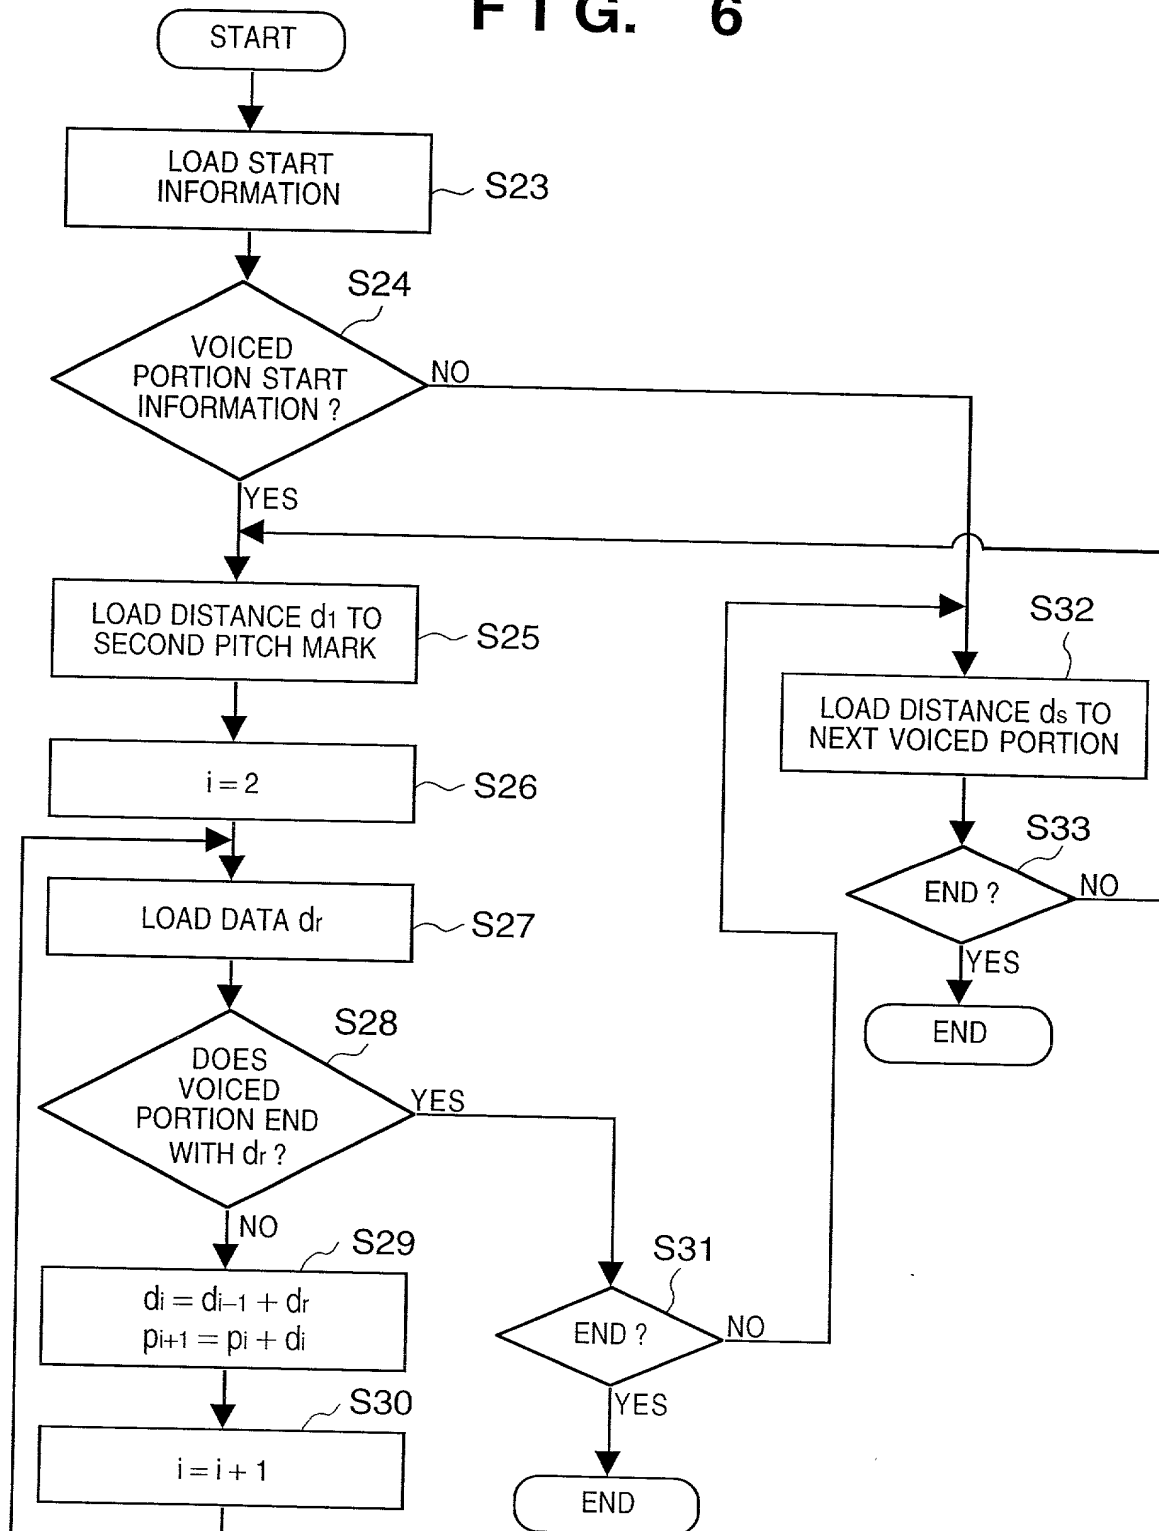 FIG. 6
START
LOAD START
INFORMATION
S23
S24
VOICED
PORTION START
INFORMATION ?
NO
YES
LOAD DISTANCE d1 TO
SECOND PITCH MARK
S25
i = 2
S26
LOAD DATA dr
S27
S28
DOES
VOICED
PORTION END
WITH dr ?
YES
NO
S29
di = di–1 + dr
pi+1 = pi + di
S30
i = i + 1
S31
END ?
NO
YES
END
S32
LOAD DISTANCE ds TO
NEXT VOICED PORTION
S33
END ?
NO
YES
END